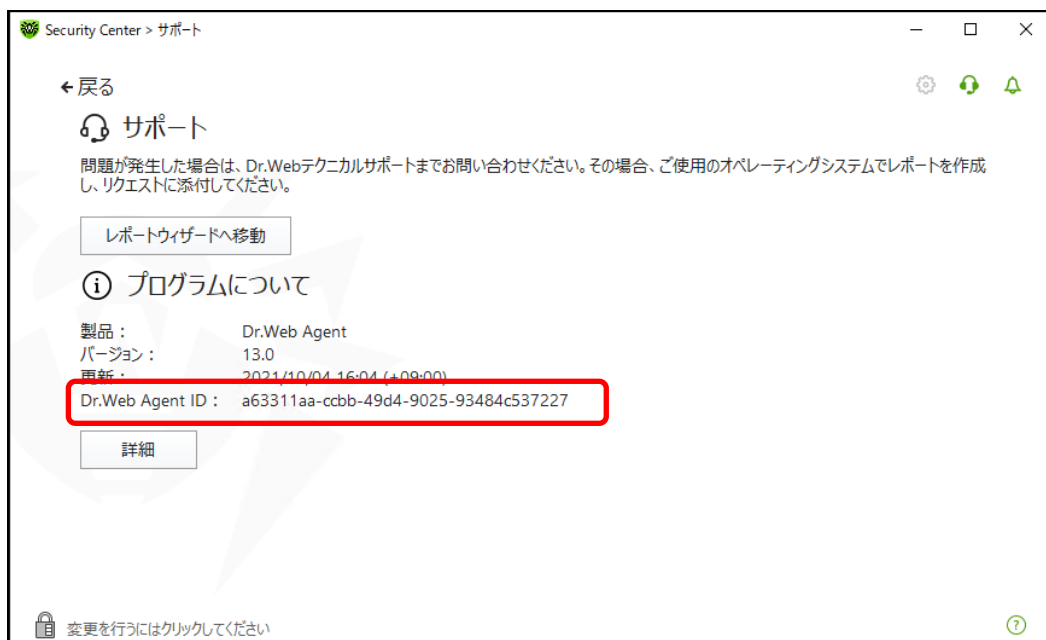 Security Center > サポート
戻る
サポート
問題が発生した場合は、Dr.Webテクニカルサポートまでお問い合わせください。その場合、ご使用のオペレーティングシステムでレポートを作成
し、リクエストに添付してください。
レポートウィザードへ移動
プログラムについて
製品： Dr.Web Agent
バージョン： 13.0
更新： 2021/10/04 16:04 (+09:00)
Dr.Web Agent ID： a63311aa-ccbb-49d4-9025-93484c537227
詳細
変更を行うにはクリックしてください